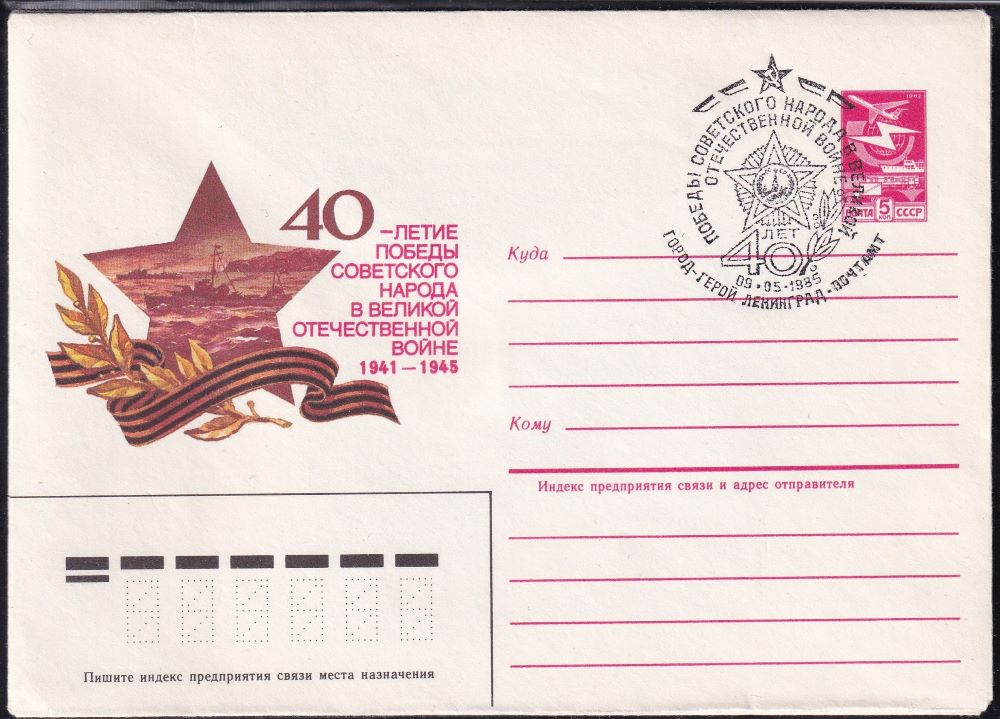 40
-ЛЕТИЕ
ПОБЕДЫ
СОВЕТСКОГО
НАРОДА
В ВЕЛИКОЙ
ОТЕЧЕСТВЕННОЙ
ВОЙНЕ
1941 — 1945
ПОБЕДЫ СОВЕТСКОГО НАРОДА В ВЕЛИКОЙ
ОТЕЧЕСТВЕННОЙ ВОЙНЕ
ЛЕТ
40
09·05·1985
ГОРОД-ГЕРОЙ ЛЕНИНГРАД·ПОЧТАМТ
1982
ПОЧТА 5 КОП СССР
Куда
Кому
Индекс предприятия связи и адрес отправителя
Пишите индекс предприятия связи места назначения